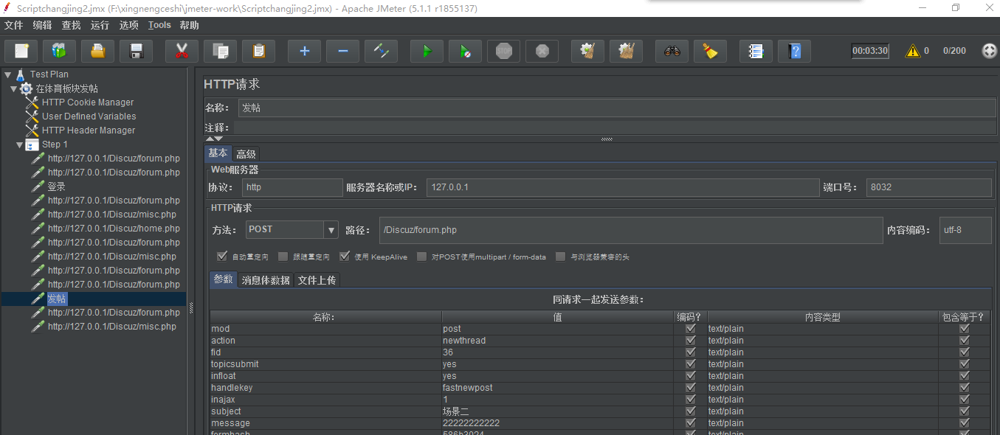 Scriptchangjing2.jmx (F:\xingnengceshi\jmeter-work\Scriptchangjing2.jmx) - Apache JMeter (5.1.1 r1855137)
文件 编辑 查找 运行 选项 Tools 帮助
STOP 00:03:30 0 0/200
Test Plan
在体育板块发帖
HTTP Cookie Manager
User Defined Variables
HTTP Header Manager
Step 1
http://127.0.0.1/Discuz/forum.php
http://127.0.0.1/Discuz/forum.php
登录
http://127.0.0.1/Discuz/forum.php
http://127.0.0.1/Discuz/misc.php
http://127.0.0.1/Discuz/home.php
http://127.0.0.1/Discuz/forum.php
http://127.0.0.1/Discuz/misc.php
http://127.0.0.1/Discuz/forum.php
http://127.0.0.1/Discuz/forum.php
发帖
http://127.0.0.1/Discuz/forum.php
http://127.0.0.1/Discuz/misc.php
HTTP请求
名称： 发帖
注释：
基本 高级
Web服务器
协议： http 服务器名称或IP： 127.0.0.1 端口号： 8032
HTTP请求
方法： POST 路径： /Discuz/forum.php 内容编码： utf-8
自动重定向 跟随重定向 使用 KeepAlive 对POST使用multipart / form-data 与浏览器兼容的头
参数 消息体数据 文件上传
同请求一起发送参数：
名称： 值 编码？ 内容类型 包含等于？
mod post text/plain
action newthread text/plain
fid 36 text/plain
topicsubmit yes text/plain
infloat yes text/plain
handlekey fastnewpost text/plain
inajax 1 text/plain
subject 场景二 text/plain
message 22222222222 text/plain
formhash 586b3024 text/plain